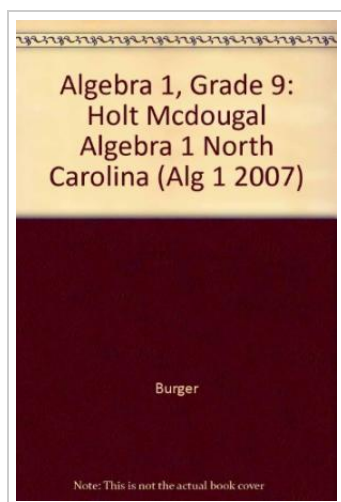 Algebra 1, Grade 9:
Holt Mcdougal
Algebra 1 North
Carolina (Alg 1 2007)
Burger
Note: This is not the actual book cover